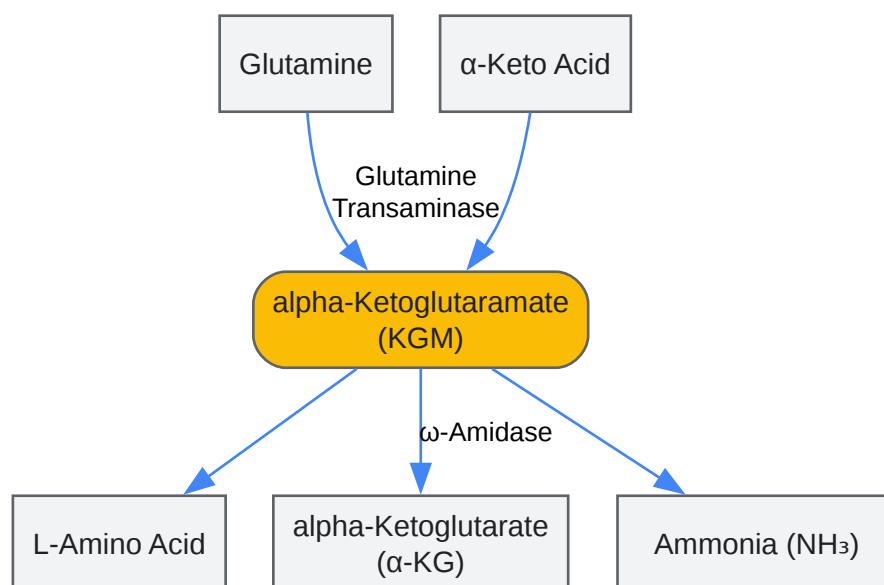 Glutamine
α-Keto Acid
Glutamine
Transaminase
alpha-Ketoglutaramate
(KGM)
ω-Amidase
L-Amino Acid
alpha-Ketoglutarate
(α-KG)
Ammonia (NH₃)